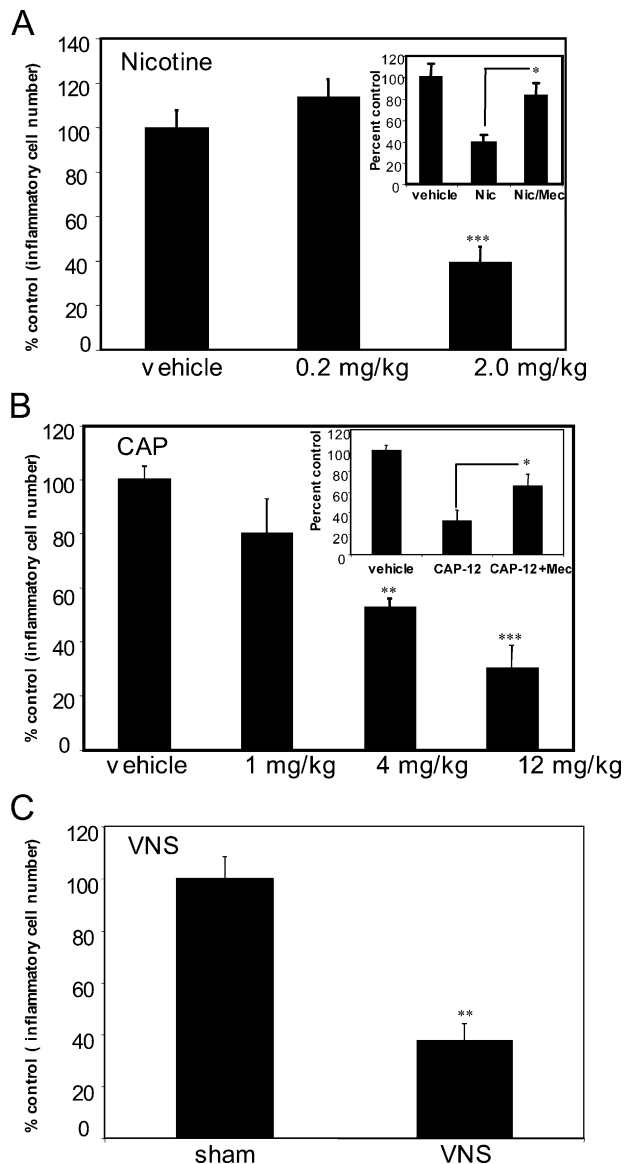 A
% control (inflammatory cell number)
140
120
100
80
60
40
20
0
Nicotine
***
vehicle 0.2 mg/kg 2.0 mg/kg
Percent control
120
100
80
60
40
20
0
*
vehicle Nic Nic/Mec
B
% control (inflammatory cell number)
120
100
80
60
40
20
0
CAP
**
***
vehicle 1 mg/kg 4 mg/kg 12 mg/kg
Percent control
120
100
80
60
40
20
0
*
vehicle CAP-12 CAP-12+Mec
C
% control ( inflammatory cell number)
120
100
80
60
40
20
0
VNS
**
sham VNS